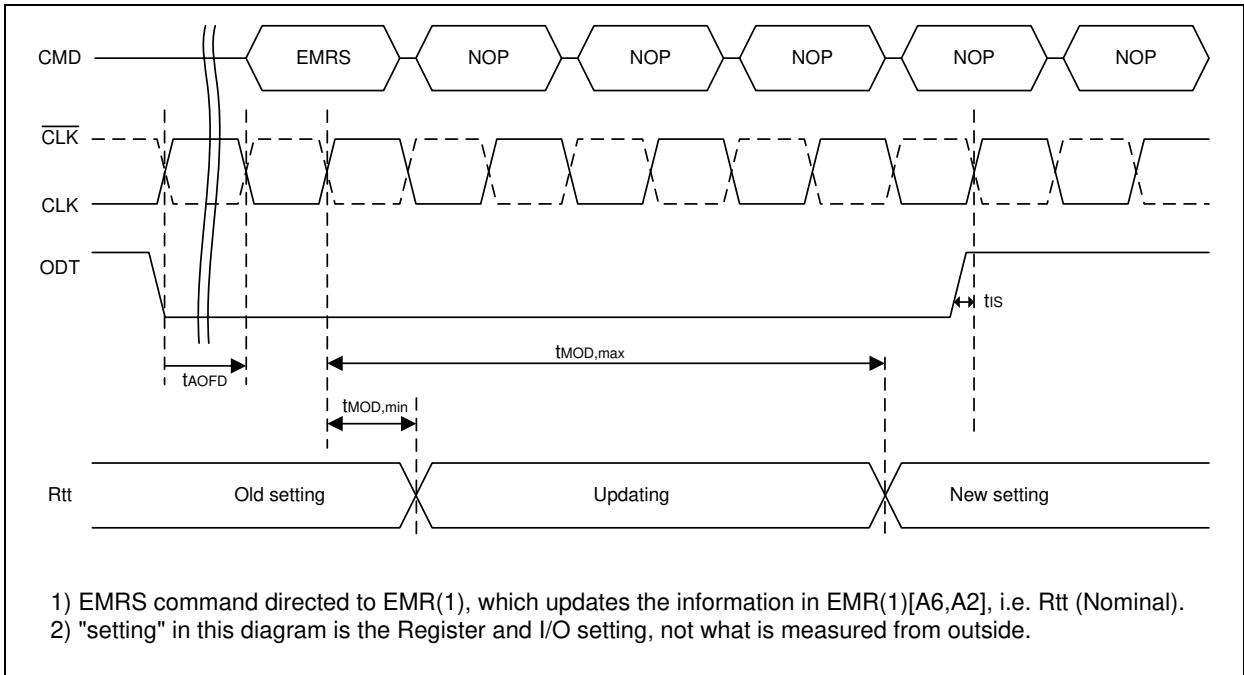 CMD EMRS NOP NOP NOP NOP NOP
CLK
CLK
ODT
tIS
tMOD,max
tAOFD
tMOD,min
Rtt Old setting Updating New setting
1) EMRS command directed to EMR(1), which updates the information in EMR(1)[A6,A2], i.e. Rtt (Nominal).
2) "setting" in this diagram is the Register and I/O setting, not what is measured from outside.